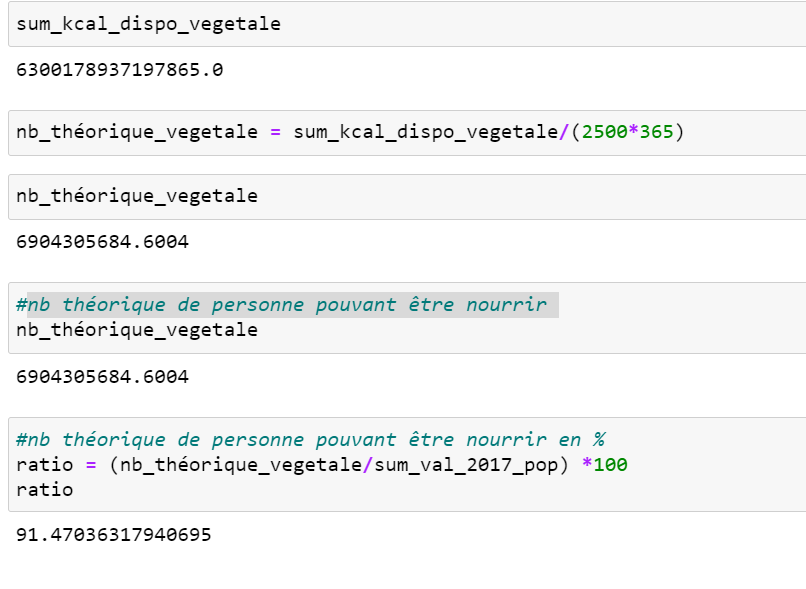 sum_kcal_dispo_vegetale
6300178937197865.0
nb_théorique_vegetale = sum_kcal_dispo_vegetale/(2500*365)
nb_théorique_vegetale
6904305684.6004
#nb théorique de personne pouvant être nourrir
nb_théorique_vegetale
6904305684.6004
#nb théorique de personne pouvant être nourrir en %
ratio = (nb_théorique_vegetale/sum_val_2017_pop) *100
ratio
91.47036317940695